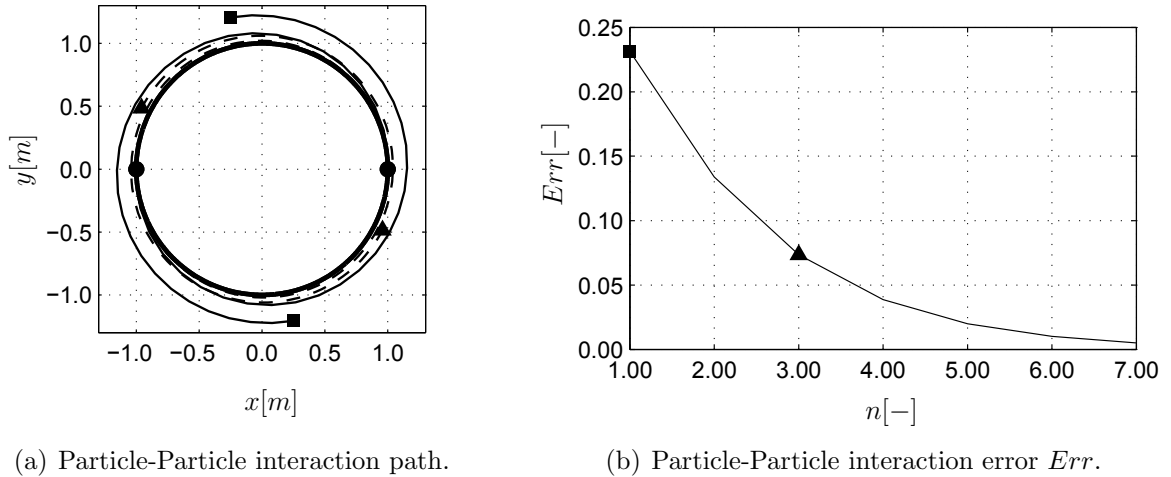 1.0
0.5
0.0
−0.5
−1.0
y[m]
−1.0 −0.5 0.0 0.5 1.0
x[m]
(a) Particle-Particle interaction path.
0.25
0.20
0.15
0.10
0.05
0.00
Err[−]
1.00 2.00 3.00 4.00 5.00 6.00 7.00
n[−]
(b) Particle-Particle interaction error Err.